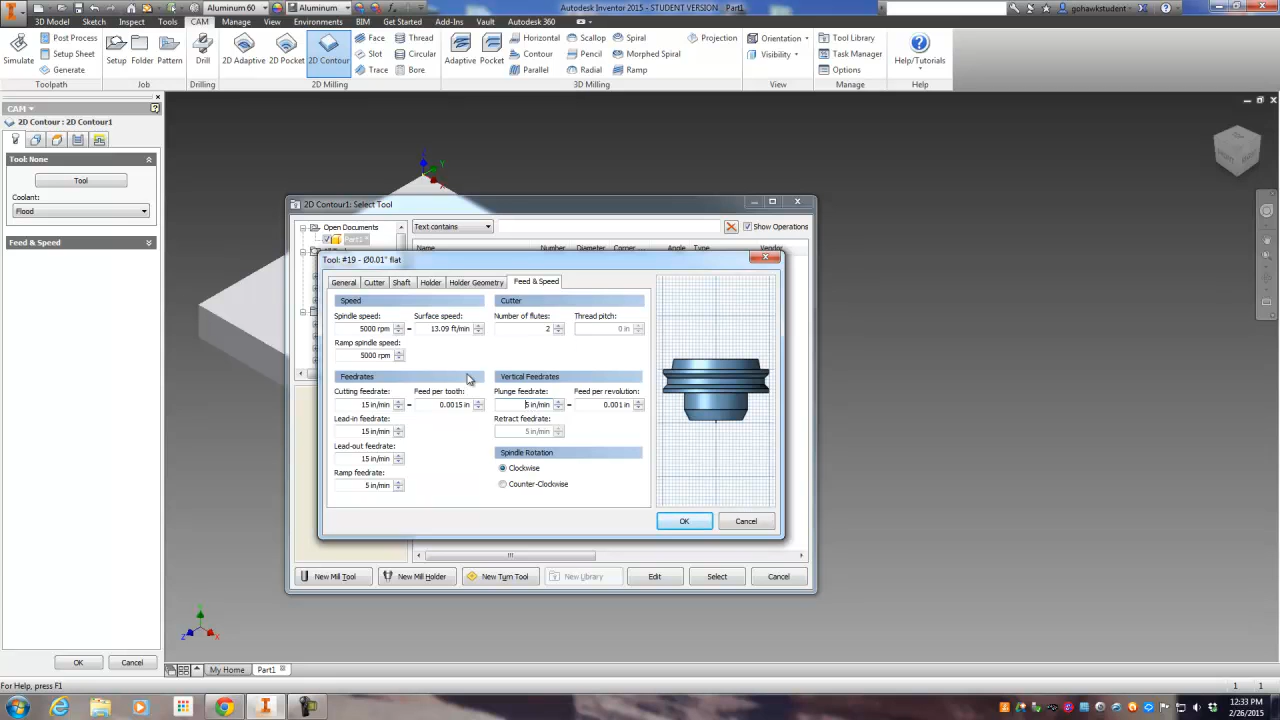 Aluminum 60
Aluminum
Autodesk Inventor 2015 - STUDENT VERSION Part1
gohawkstudent
3D Model Sketch Inspect Tools CAM Manage View Environments BIM Get Started Add-Ins Vault Autodesk 360
Simulate
Post Process
Setup Sheet
Generate
Toolpath
Setup Folder Pattern
Job
Drill
Drilling
2D Adaptive 2D Pocket 2D Contour
Face Thread
Slot Circular
Trace Bore
2D Milling
Adaptive Pocket
Horizontal Scallop Spiral Projection
Contour Pencil Morphed Spiral
Parallel Radial Ramp
3D Milling
Orientation
Visibility
View
Tool Library
Task Manager
Options
Manage
Help/Tutorials
Help
CAM
2D Contour : 2D Contour1
Tool: None
Tool
Coolant:
Flood
Feed & Speed
OK Cancel
2D Contour1: Select Tool
Open Documents
Part1 *
Text contains
Show Operations
Name Number Diameter Corner ... Angle Type Vendor
Tool: #19 - Ø0.01" flat
General Cutter Shaft Holder Holder Geometry Feed & Speed
Speed
Spindle speed: Surface speed:
5000 rpm = 13.09 ft/min
Ramp spindle speed:
5000 rpm
Cutter
Number of flutes: Thread pitch:
2 0 in
Feedrates
Cutting feedrate: Feed per tooth:
15 in/min = 0.0015 in
Lead-in feedrate:
15 in/min
Lead-out feedrate:
15 in/min
Ramp feedrate:
5 in/min
Vertical Feedrates
Plunge feedrate: Feed per revolution:
5 in/min = 0.001 in
Retract feedrate:
5 in/min
Spindle Rotation
Clockwise
Counter-Clockwise
OK Cancel
New Mill Tool New Mill Holder New Turn Tool New Library Edit Select Cancel
My Home Part1
For Help, press F1
1 1
12:33 PM
2/26/2015